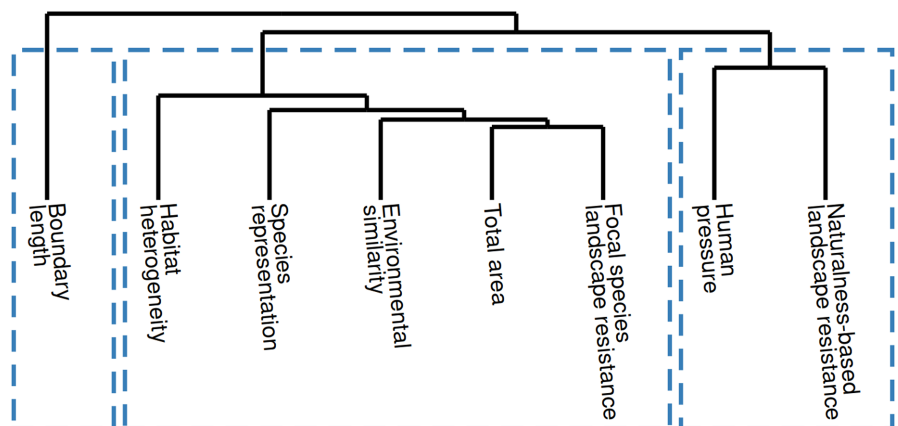 Boundary
length
Habitat
heterogeneity
Species
representation
Environmental
similarity
Total area
Focal species
landscape resistance
Human
pressure
Naturalness-based
landscape resistance